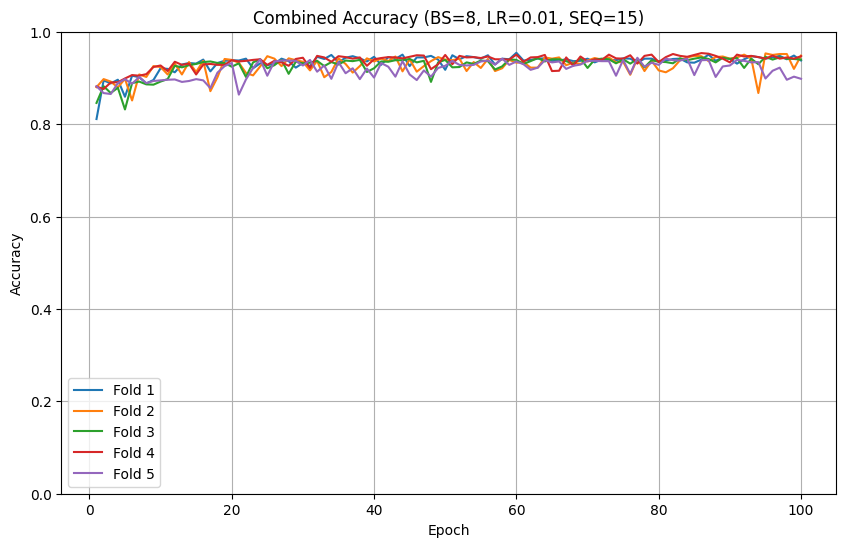 Combined Accuracy (BS=8, LR=0.01, SEQ=15)
1.0
0.8
0.6
0.4
0.2
0.0
Accuracy
Fold 1
Fold 2
Fold 3
Fold 4
Fold 5
0 20 40 60 80 100
Epoch